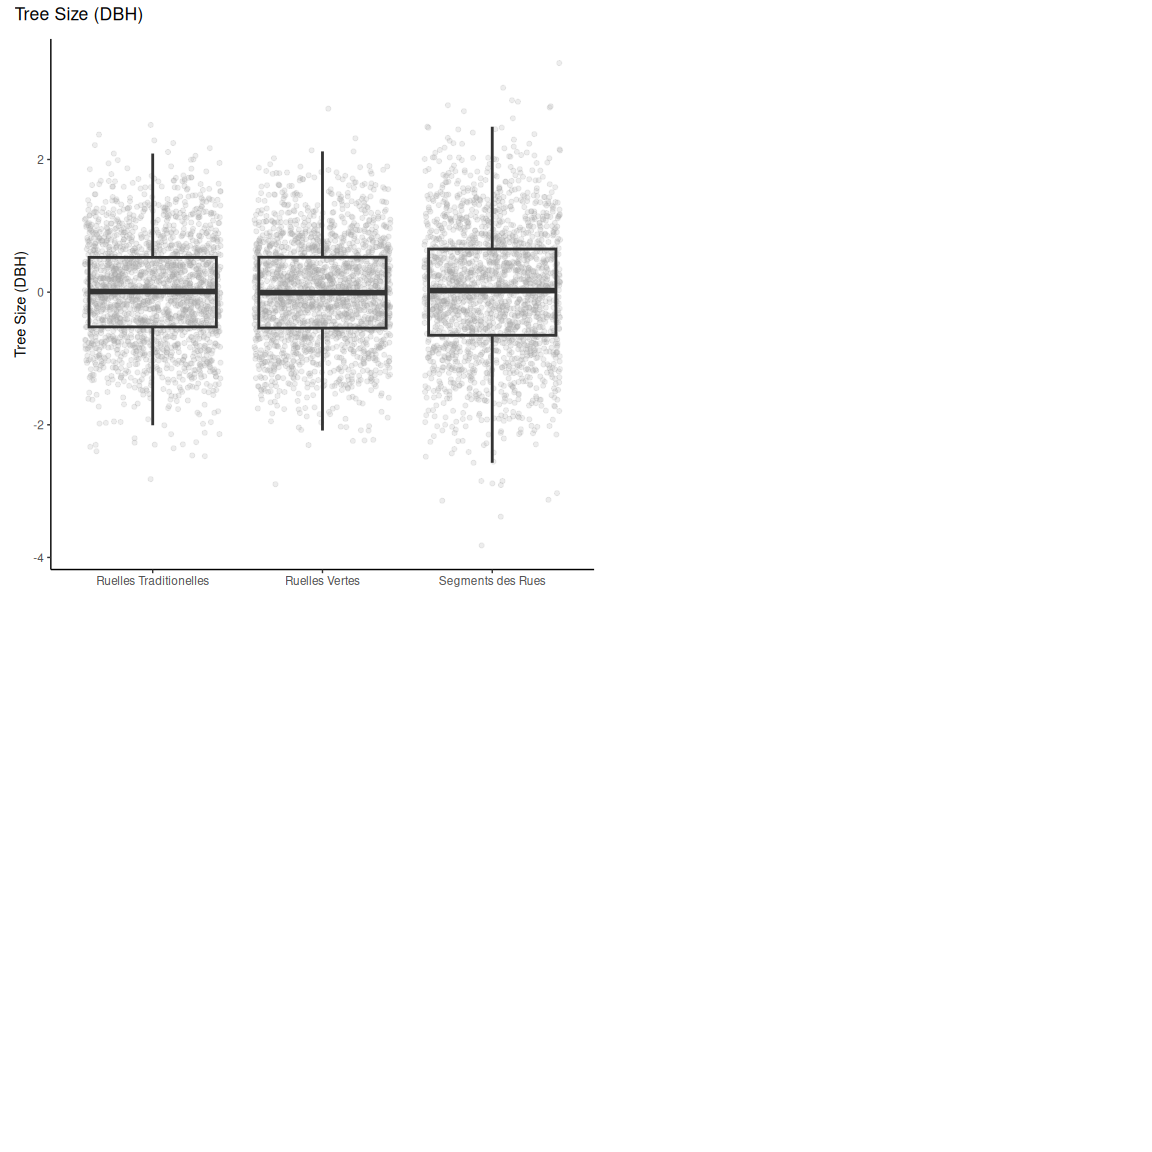 Tree Size (DBH)
Tree Size (DBH)
2
0
-2
-4
Ruelles Traditionelles
Ruelles Vertes
Segments des Rues